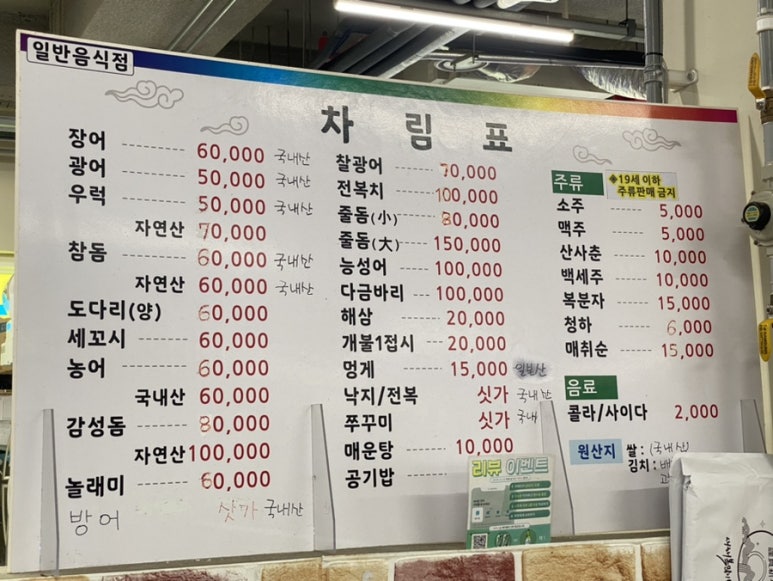 일반음식점
차 림 표
장어 60,000 국내산
광어 50,000 국내산
우럭 50,000 국내산
자연산 70,000
참돔 60,000 국내산
자연산 60,000 국내산
도다리(양) 60,000
세꼬시 60,000
농어 60,000
국내산 60,000
감성돔 80,000
자연산 100,000
놀래미 60,000
방어 싯가 국내산
찰광어 70,000
전복치 100,000
줄돔(小) 80,000
줄돔(大) 150,000
능성어 100,000
다금바리 100,000
해삼 20,000
개불1접시 20,000
멍게 15,000 일본산
낙지/전복 싯가 국내산
쭈꾸미 싯가 국내
매운탕 10,000
공기밥
주류 ※19세 이하
주류판매 금지
소주 5,000
맥주 5,000
산사춘 10,000
백세주 10,000
복분자 15,000
청하 6,000
매취순 15,000
음료
콜라/사이다 2,000
원산지 쌀: (국내산)
김치: 배
리뷰 이벤트